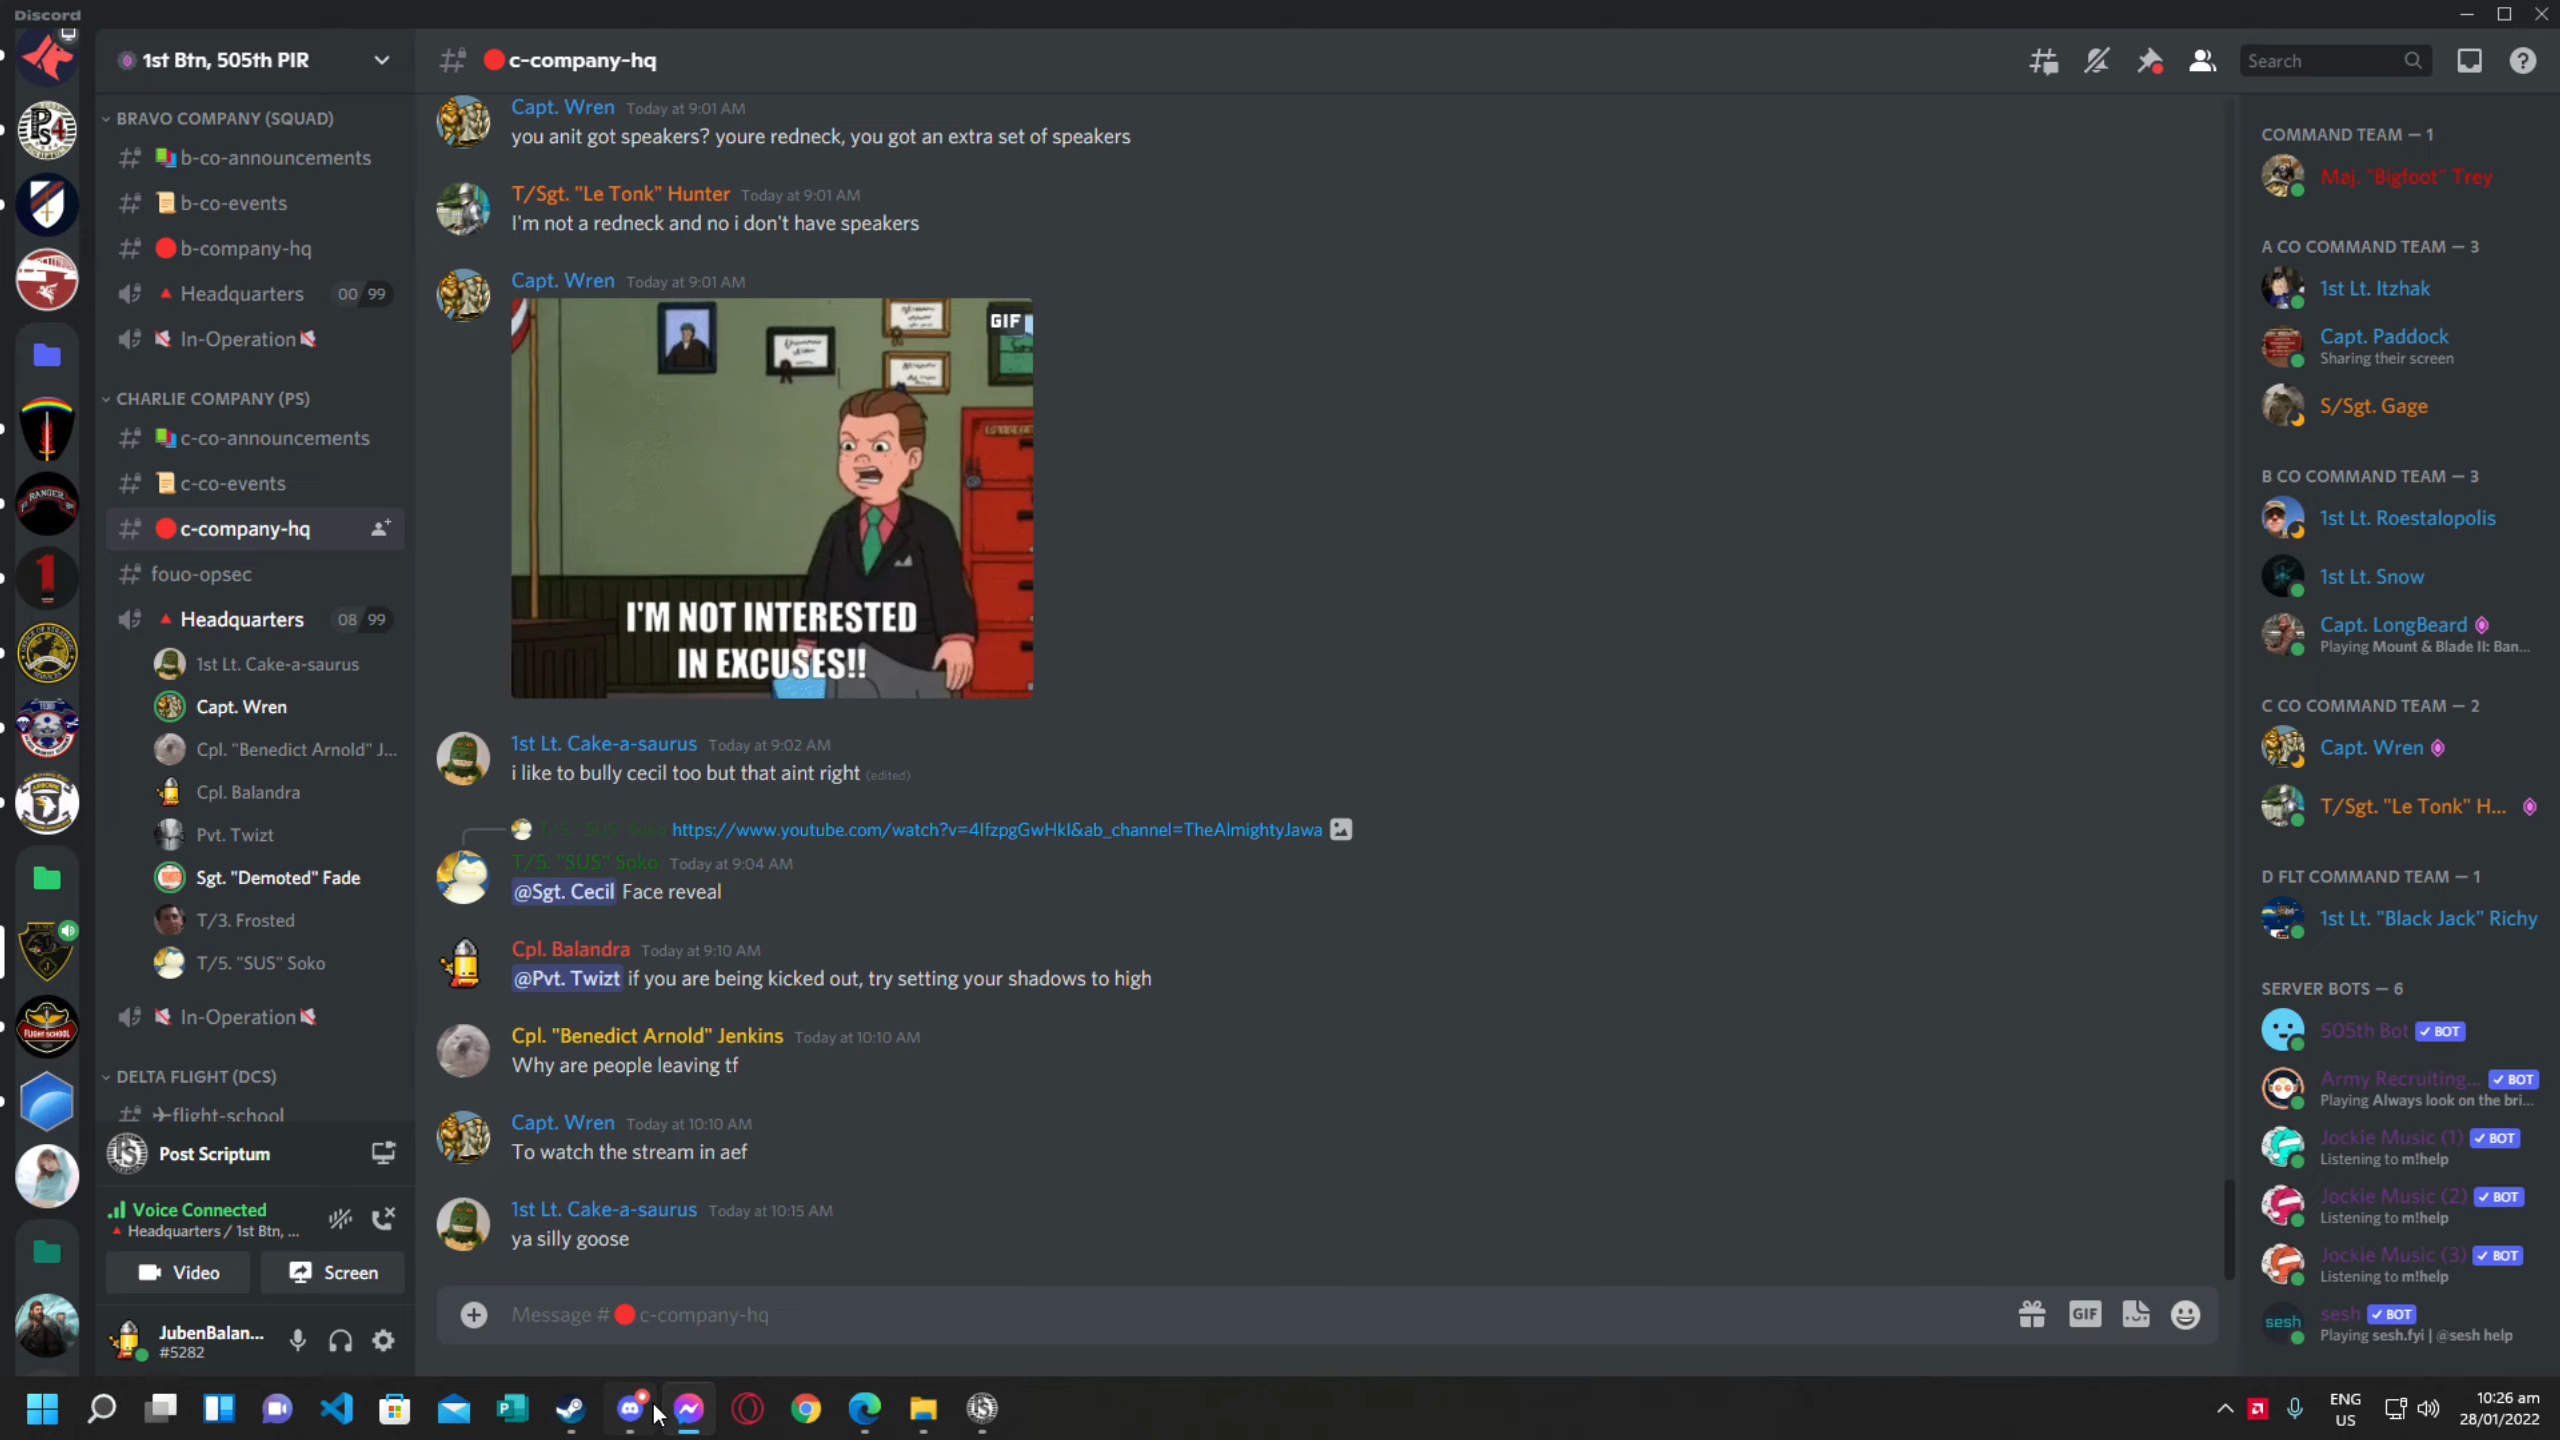 Discord
1st Btn, 505th PIR
BRAVO COMPANY (SQUAD)
b-co-announcements
b-co-events
b-company-hq
Headquarters 00 99
In-Operation
CHARLIE COMPANY (PS)
c-co-announcements
c-co-events
c-company-hq
fouo-opsec
Headquarters 08 99
1st Lt. Cake-a-saurus
Capt. Wren
Cpl. "Benedict Arnold" J...
Cpl. Balandra
Pvt. Twizt
Sgt. "Demoted" Fade
T/3. Frosted
T/5. "SUS" Soko
In-Operation
DELTA FLIGHT (DCS)
flight-school
Post Scriptum
Voice Connected
Headquarters / 1st Btn, ...
Video
Screen
JubenBalan...
#5282
c-company-hq
Search
Capt. Wren Today at 9:01 AM
you anit got speakers? youre redneck, you got an extra set of speakers
T/Sgt. "Le Tonk" Hunter Today at 9:01 AM
I'm not a redneck and no i don't have speakers
Capt. Wren Today at 9:01 AM
GIF
I'M NOT INTERESTED
IN EXCUSES!!
1st Lt. Cake-a-saurus Today at 9:02 AM
i like to bully cecil too but that aint right (edited)
T/5. "SUS" Soko https://www.youtube.com/watch?v=4lfzpgGwHkI&ab_channel=TheAlmightyJawa
T/5. "SUS" Soko Today at 9:04 AM
@Sgt. Cecil Face reveal
Cpl. Balandra Today at 9:10 AM
@Pvt. Twizt if you are being kicked out, try setting your shadows to high
Cpl. "Benedict Arnold" Jenkins Today at 10:10 AM
Why are people leaving tf
Capt. Wren Today at 10:10 AM
To watch the stream in aef
1st Lt. Cake-a-saurus Today at 10:15 AM
ya silly goose
Message # c-company-hq
GIF
COMMAND TEAM — 1
Maj. "Bigfoot" Trey
A CO COMMAND TEAM — 3
1st Lt. Itzhak
Capt. Paddock
Sharing their screen
S/Sgt. Gage
B CO COMMAND TEAM — 3
1st Lt. Roestalopolis
1st Lt. Snow
Capt. LongBeard
Playing Mount & Blade II: Ban...
C CO COMMAND TEAM — 2
Capt. Wren
T/Sgt. "Le Tonk" H...
D FLT COMMAND TEAM — 1
1st Lt. "Black Jack" Richy
SERVER BOTS — 6
505th Bot BOT
Army Recruiting... BOT
Playing Always look on the bri...
Jockie Music (1) BOT
Listening to m!help
Jockie Music (2) BOT
Listening to m!help
Jockie Music (3) BOT
Listening to m!help
sesh
sesh BOT
Playing sesh.fyi | @sesh help
ENG
US
10:26 am
28/01/2022
RANGER
FLIGHT SCHOOL